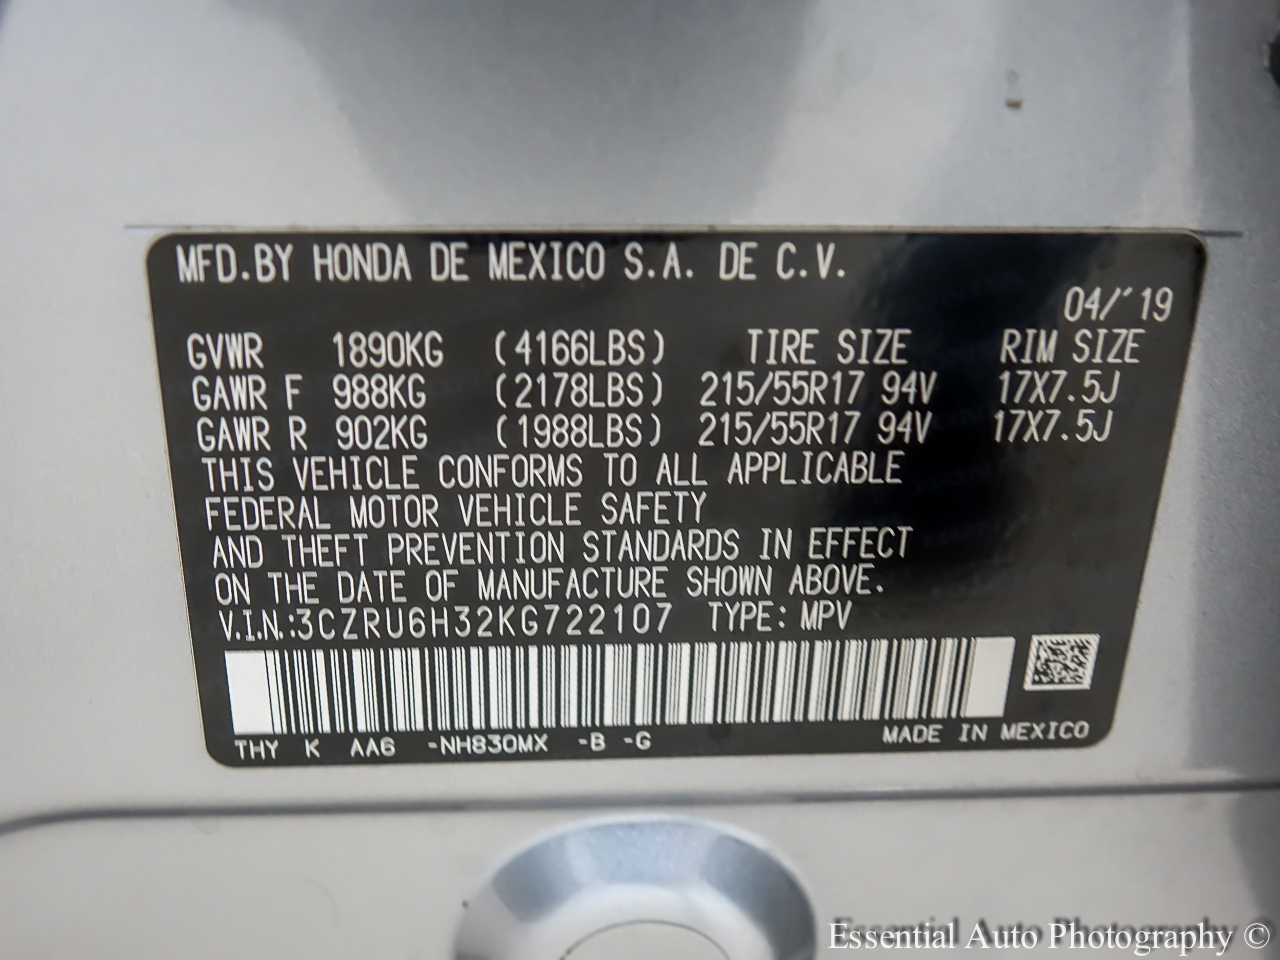 MFD.BY HONDA DE MEXICO S.A. DE C.V.
04/'19
GVWR 1890KG (4166LBS) TIRE SIZE RIM SIZE
GAWR F 988KG (2178LBS) 215/55R17 94V 17X7.5J
GAWR R 902KG (1988LBS) 215/55R17 94V 17X7.5J
THIS VEHICLE CONFORMS TO ALL APPLICABLE
FEDERAL MOTOR VEHICLE SAFETY
AND THEFT PREVENTION STANDARDS IN EFFECT
ON THE DATE OF MANUFACTURE SHOWN ABOVE.
V.I.N.:3CZRU6H32KG722107 TYPE: MPV
THY K AA6 -NH830MX -B -G MADE IN MEXICO
Essential Auto Photography ©